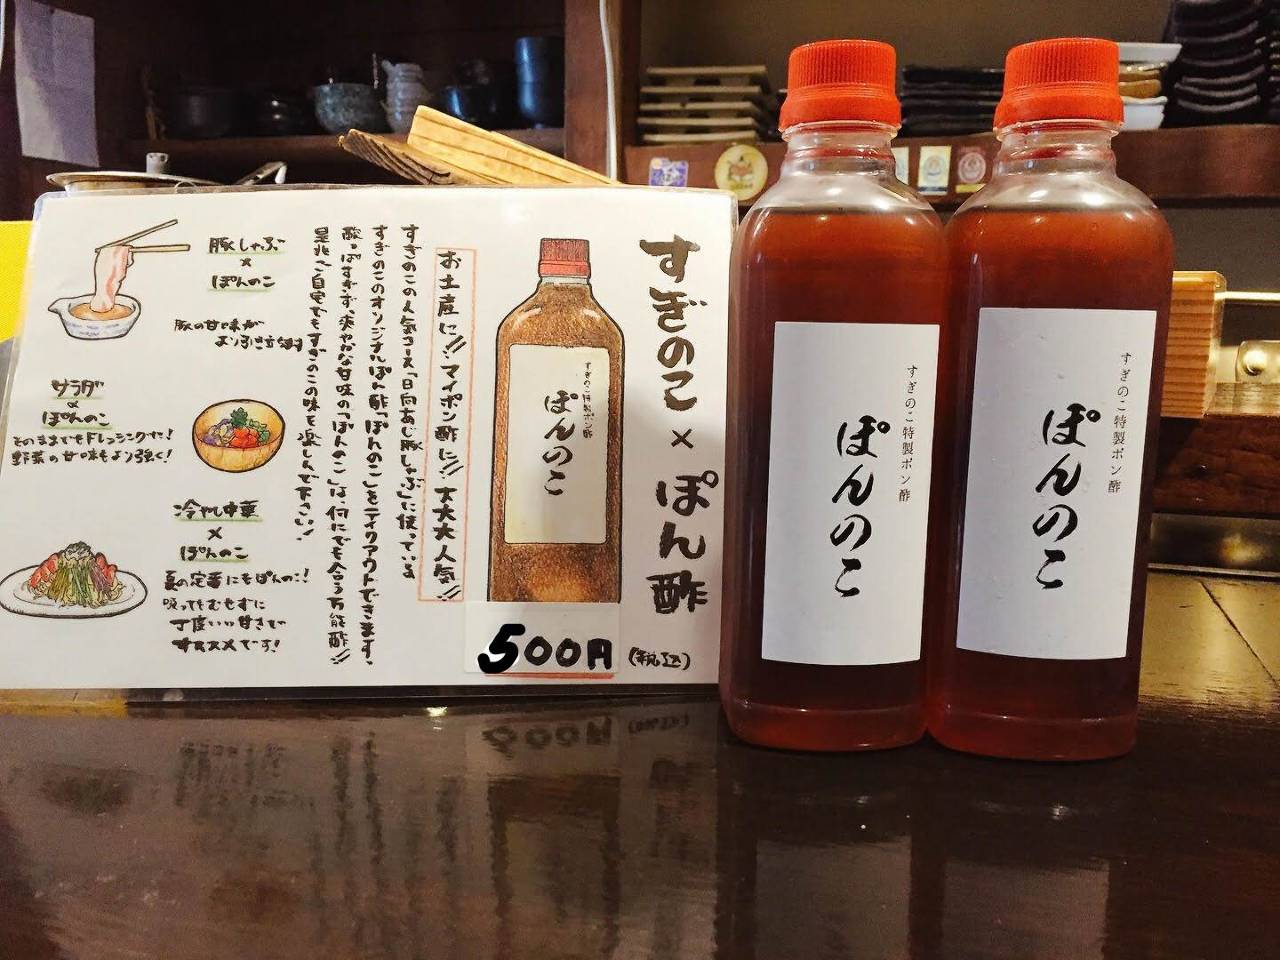 すぎのこ×ぽん酢
すぎのこ特製ポン酢
ぽんのこ
500円
(税込)
お土産に!!マイポン酢に!!大大大人気!!
すぎのこの人気コース「日向あじ豚しゃぶ」に使っている
すぎのこのオリジナルぽん酢「ぽんのこ」をテイクアウトできます。
酸っぱすぎず、爽やかな甘味の「ぽんのこ」は、何にでも合う万能酢!!
是非ご自宅でもすぎのこの味を楽しんで下さい!
豚しゃぶ
×
ぽんのこ
豚の甘味が
より引き立ちます
サラダ
×
ぽんのこ
そのままでもドレッシングに!
野菜の甘味もより強く!
冷やし中華
×
ぽんのこ
夏の定番にもぽんのこ!
吸ってもむせずに
丁度いい甘さで
オススメです!
すぎのこ特製ポン酢
ぽんのこ
すぎのこ特製ポン酢
ぽんのこ